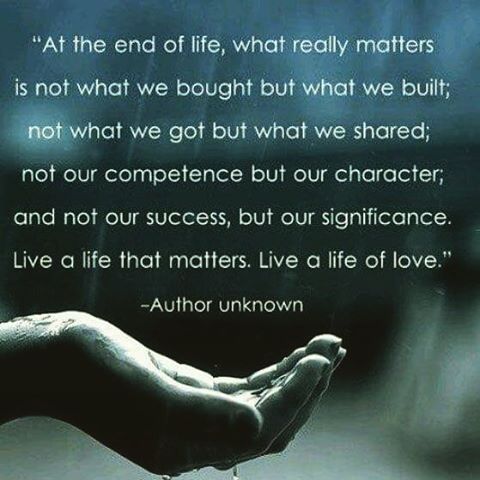 “At the end of life, what really matters
is not what we bought but what we built;
not what we got but what we shared;
not our competence but our character;
and not our success, but our significance.
Live a life that matters. Live a life of love.”
–Author unknown